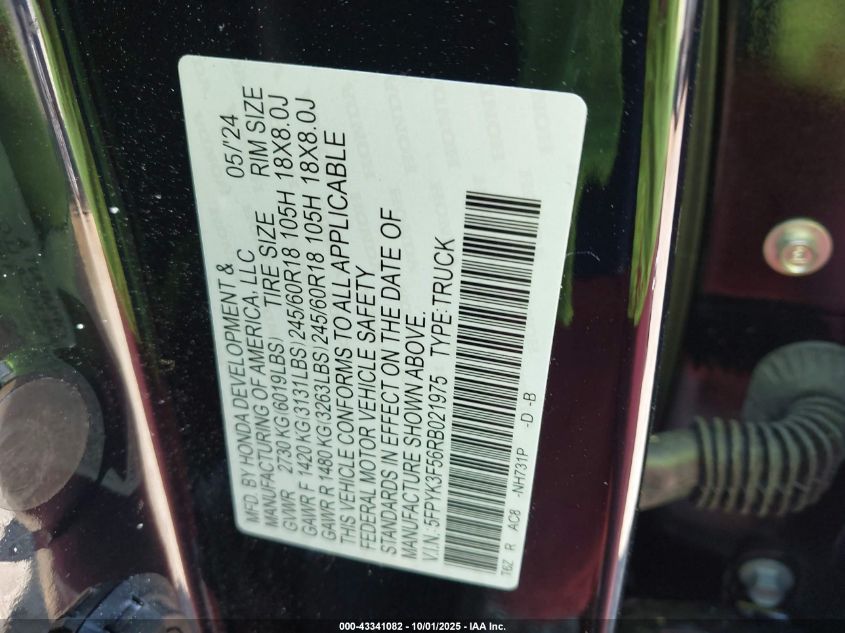 MFD. BY HONDA DEVELOPMENT & 05/'24
MANUFACTURING OF AMERICA, LLC
GVWR 2730 KG(6019LBS) TIRE SIZE RIM SIZE
GAWR F 1420 KG(3131LBS) 245/60R18 105H 18X8.0J
GAWR R 1480 KG(3263LBS) 245/60R18 105H 18X8.0J
THIS VEHICLE CONFORMS TO ALL APPLICABLE
FEDERAL MOTOR VEHICLE SAFETY
STANDARDS IN EFFECT ON THE DATE OF
MANUFACTURE SHOWN ABOVE.
V.I.N. 5FPYK3F56RB021975 TYPE:TRUCK
T6Z R AC8 -NH731P -D -B
000-43341082 - 10/01/2025 - IAA Inc.